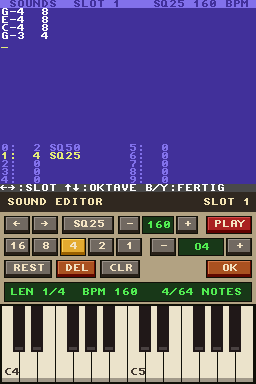 SOUNDS SLOT 1 SQ25 160 BPM
G-4 8
E-4 8
C-4 8
G-3 4
_
0: 2 SQ50 5: 0
1: 4 SQ25 6: 0
2: 0 7: 0
3: 0 8: 0
4: 0 9: 0
←→:SLOT ↑↓:OKTAVE B/Y:FERTIG
SOUND EDITOR SLOT 1
← → SQ25 - 160 + PLAY
16 8 4 2 1 - O4 +
REST DEL CLR OK
LEN 1/4 BPM 160 4/64 NOTES
C4 C5